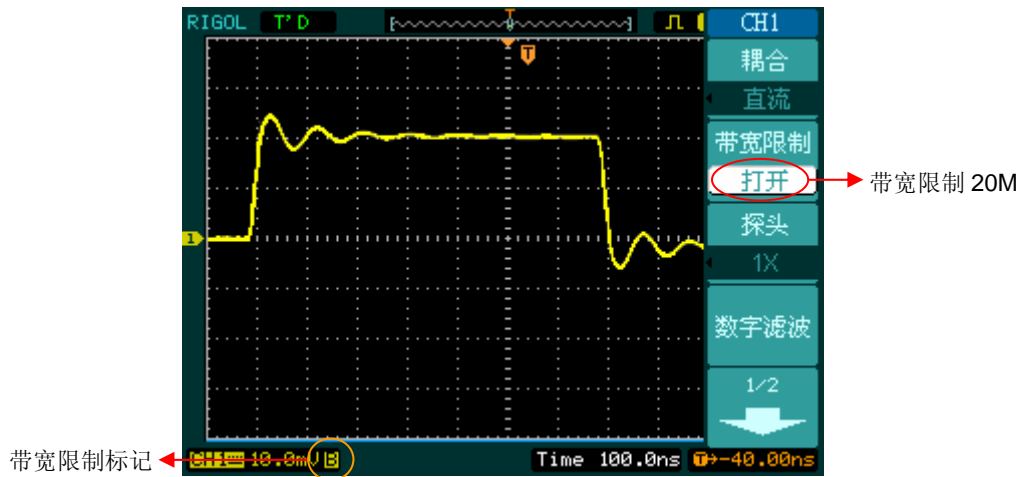 RIGOL T'D T CH1
T
耦合
直流
带宽限制
打开
带宽限制 20M
探头
1X
1
数字滤波
1/2
带宽限制标记
CH1 10.0mV B Time 100.0ns T→-40.00ns